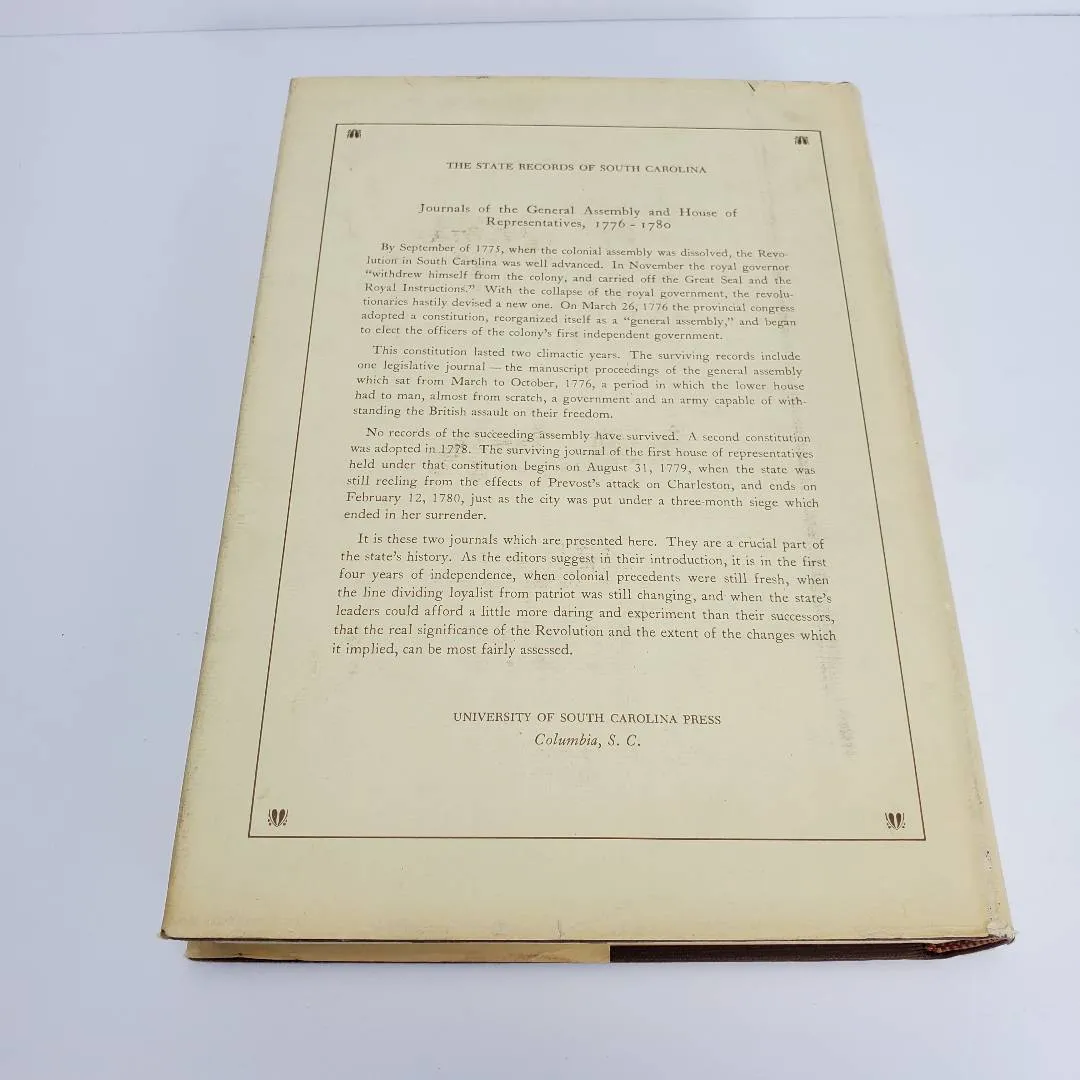 THE STATE RECORDS OF SOUTH CAROLINA
Journals of the General Assembly and House of
Representatives, 1776 - 1780
By September of 1775, when the colonial assembly was dissolved, the Revo-
lution in South Carolina was well advanced. In November the royal governor
"withdrew himself from the colony, and carried off the Great Seal and the
Royal Instructions." With the collapse of the royal government, the revolu-
tionaries hastily devised a new one. On March 26, 1776 the provincial congress
adopted a constitution, reorganized itself as a "general assembly," and began
to elect the officers of the colony's first independent government.
This constitution lasted two climactic years. The surviving records include
one legislative journal — the manuscript proceedings of the general assembly
which sat from March to October, 1776, a period in which the lower house
had to man, almost from scratch, a government and an army capable of with-
standing the British assault on their freedom.
No records of the succeeding assembly have survived. A second constitution
was adopted in 1778. The surviving journal of the first house of representatives
held under that constitution begins on August 31, 1779, when the state was
still reeling from the effects of Prevost's attack on Charleston, and ends on
February 12, 1780, just as the city was put under a three-month siege which
ended in her surrender.
It is these two journals which are presented here. They are a crucial part of
the state's history. As the editors suggest in their introduction, it is in the first
four years of independence, when colonial precedents were still fresh, when
the line dividing loyalist from patriot was still changing, and when the state's
leaders could afford a little more daring and experiment than their successors,
that the real significance of the Revolution and the extent of the changes which
it implied, can be most fairly assessed.
UNIVERSITY OF SOUTH CAROLINA PRESS
Columbia, S. C.